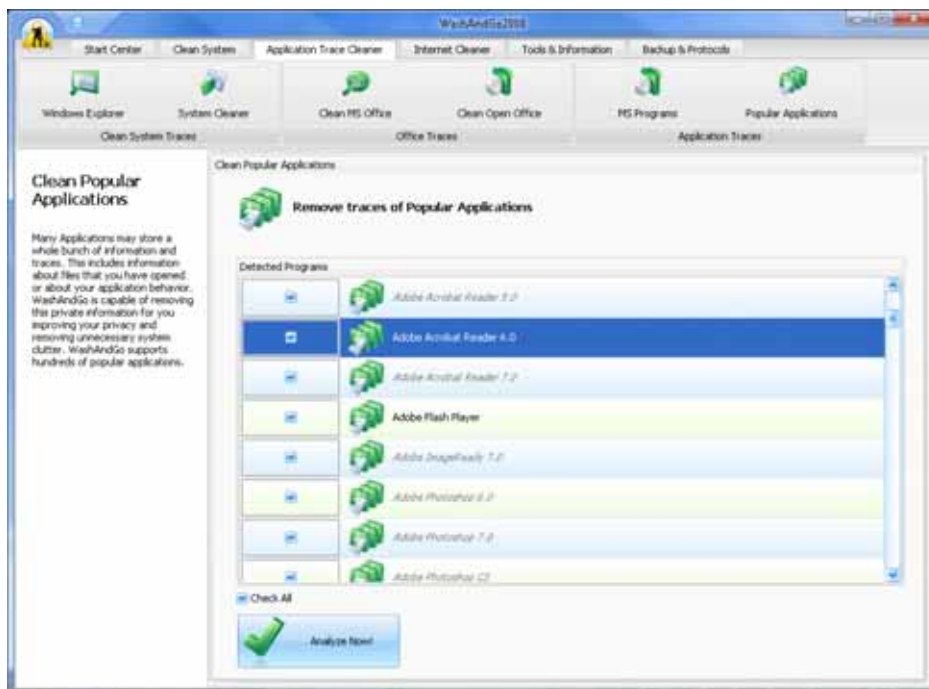 WashAndGo2008
Start Center Clean System Application Trace Cleaner Internet Cleaner Tools & Information Backup & Protocols
Windows Explorer System Cleaner Clean MS Office Clean Open Office MS Programs Popular Applications
Clean System Traces Office Traces Application Traces
Clean Popular Applications
Clean Popular
Applications
Many Applications may store a
whole bunch of information and
traces. This includes information
about files that you have opened
or about your application behavior.
WashAndGo is capable of removing
this private information for you
improving your privacy and
removing unnecessary system
clutter. WashAndGo supports
hundreds of popular applications.
Remove traces of Popular Applications
Detected Programs
Adobe Acrobat Reader 5.0
Adobe Acrobat Reader 6.0
Adobe Acrobat Reader 7.0
Adobe Flash Player
Adobe ImageReady 7.0
Adobe Photoshop 6.0
Adobe Photoshop 7.0
Adobe Photoshop CS
Check All
Analyze Now!